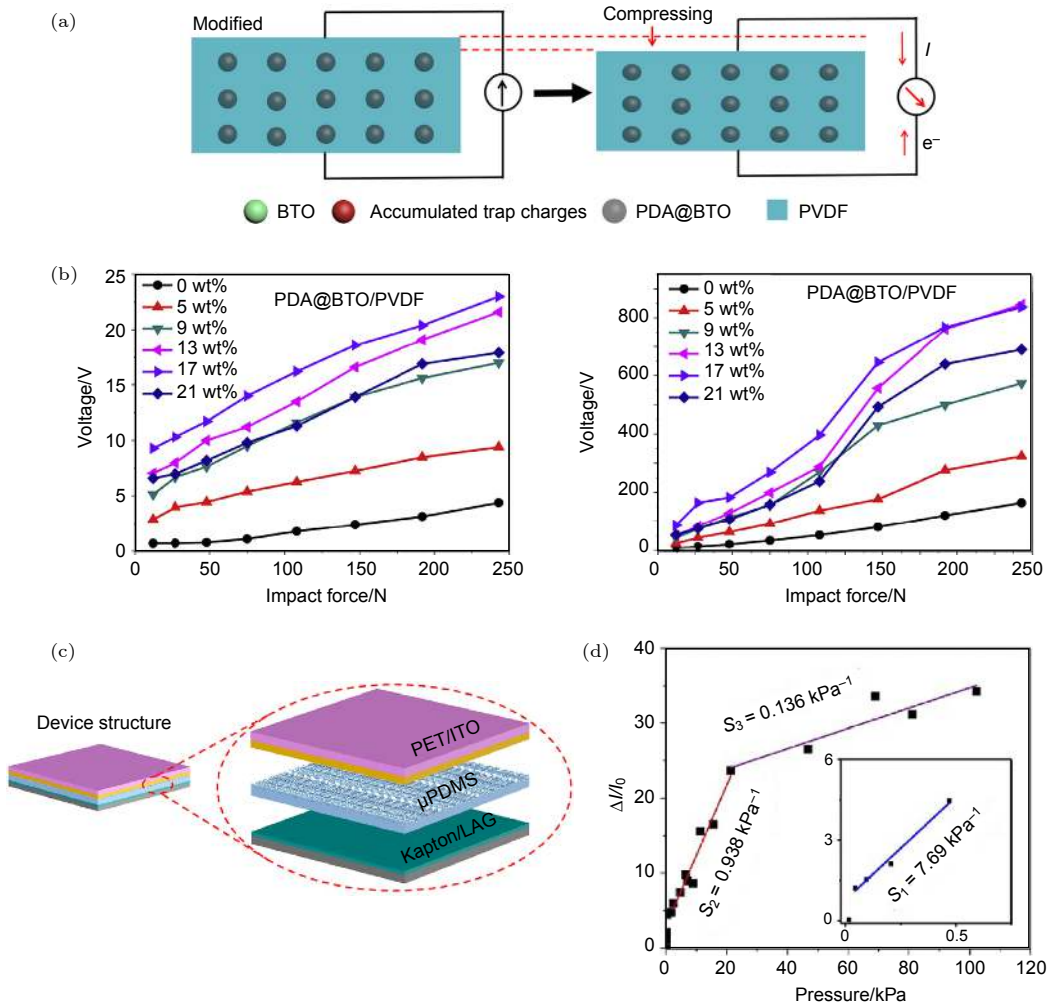 (a)
Modified
Compressing
I
e⁻
BTO
Accumulated trap charges
PDA@BTO
PVDF
(b)
25
20
15
10
5
0
Voltage/V
0 wt%
5 wt%
9 wt%
13 wt%
17 wt%
21 wt%
PDA@BTO/PVDF
0 50 100 150 200 250
Impact force/N
800
600
400
200
0
Voltage/V
0 wt%
5 wt%
9 wt%
13 wt%
17 wt%
21 wt%
PDA@BTO/PVDF
0 50 100 150 200 250
Impact force/N
(c)
Device structure
PET/ITO
μPDMS
Kapton/LAG
(d)
40
30
20
10
0
ΔI/I₀
S₃ = 0.136 kPa⁻¹
S₂ = 0.938 kPa⁻¹
6
3
0
S₁ = 7.69 kPa⁻¹
0 0.5
0 20 40 60 80 100 120
Pressure/kPa